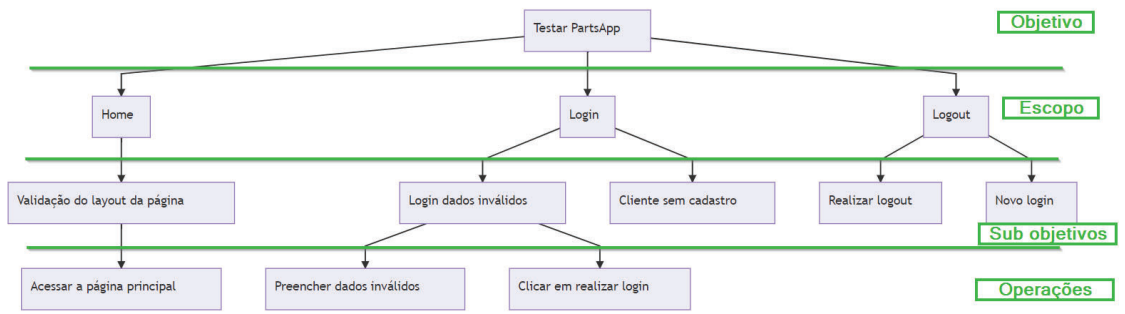 Testar PartsApp
Objetivo
Home
Login
Logout
Escopo
Validação do layout da página
Login dados inválidos
Cliente sem cadastro
Realizar logout
Novo login
Sub objetivos
Acessar a página principal
Preencher dados inválidos
Clicar em realizar login
Operações